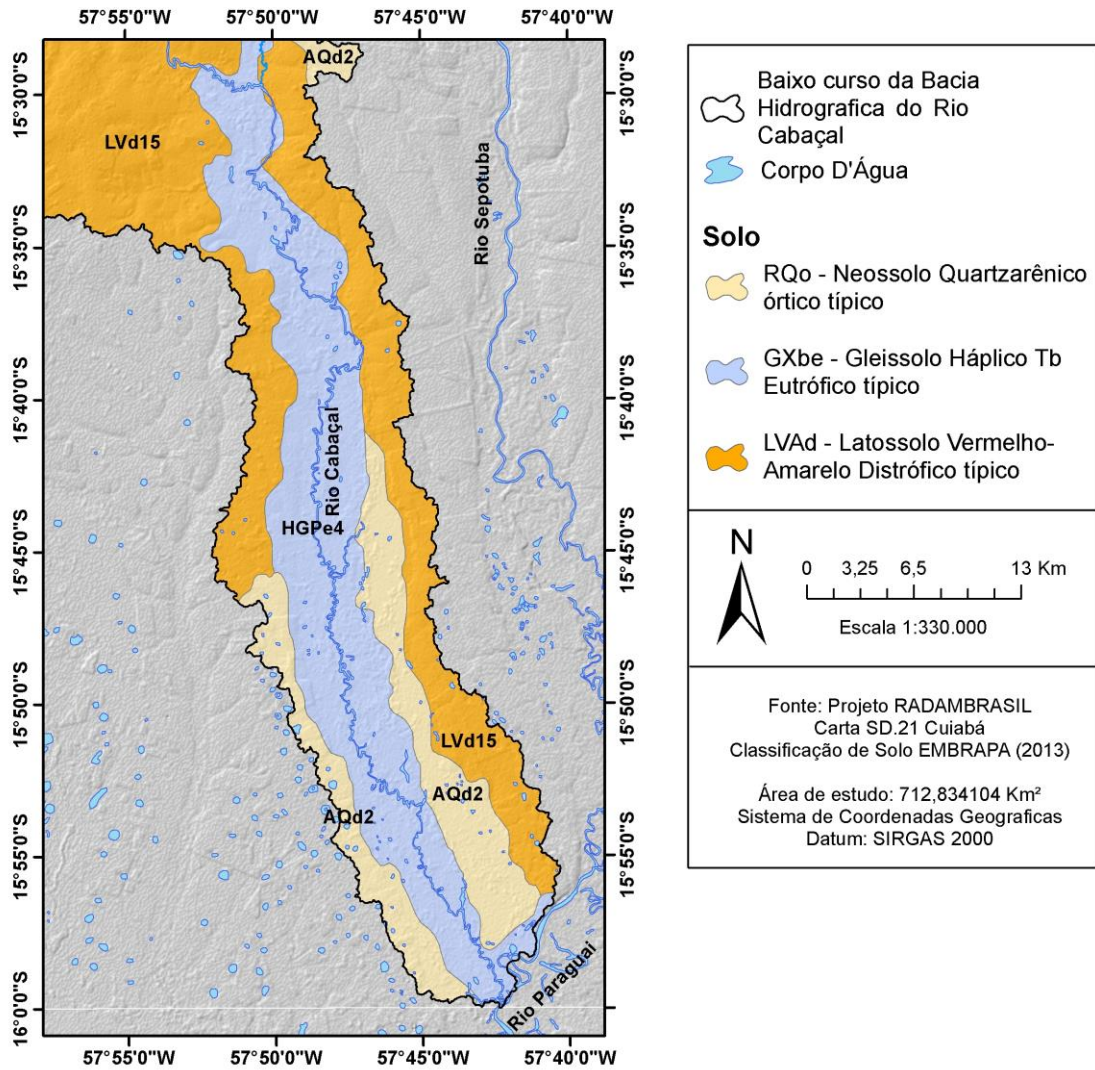 57°55'0"W 57°50'0"W 57°45'0"W 57°40'0"W
15°30'0"S
15°35'0"S
15°40'0"S
15°45'0"S
15°50'0"S
15°55'0"S
16°0'0"S
AQd2
LVd15
Rio Sepotuba
Rio Cabaçal
HGPe4
LVd15
AQd2
AQd2
Rio Paraguai
15°30'0"S
15°35'0"S
15°40'0"S
15°45'0"S
15°50'0"S
15°55'0"S
16°0'0"S
57°55'0"W 57°50'0"W 57°45'0"W 57°40'0"W
Baixo curso da Bacia
Hidrografica do Rio
Cabaçal
Corpo D'Água
Solo
RQo - Neossolo Quartzarênico
órtico típico
GXbe - Gleissolo Háplico Tb
Eutrófico típico
LVAd - Latossolo Vermelho-
Amarelo Distrófico típico
N
0 3,25 6,5 13 Km
Escala 1:330.000
Fonte: Projeto RADAMBRASIL
Carta SD.21 Cuiabá
Classificação de Solo EMBRAPA (2013)
Área de estudo: 712,834104 Km²
Sistema de Coordenadas Geograficas
Datum: SIRGAS 2000